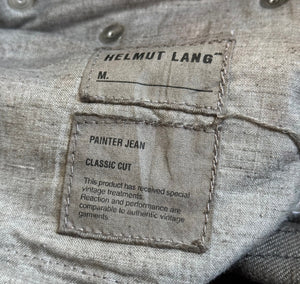 HELMUT LANG™
M.
PAINTER JEAN
CLASSIC CUT
This product has received special
vintage treatments.
Reaction and performance are
comparable to authentic vintage
garments.